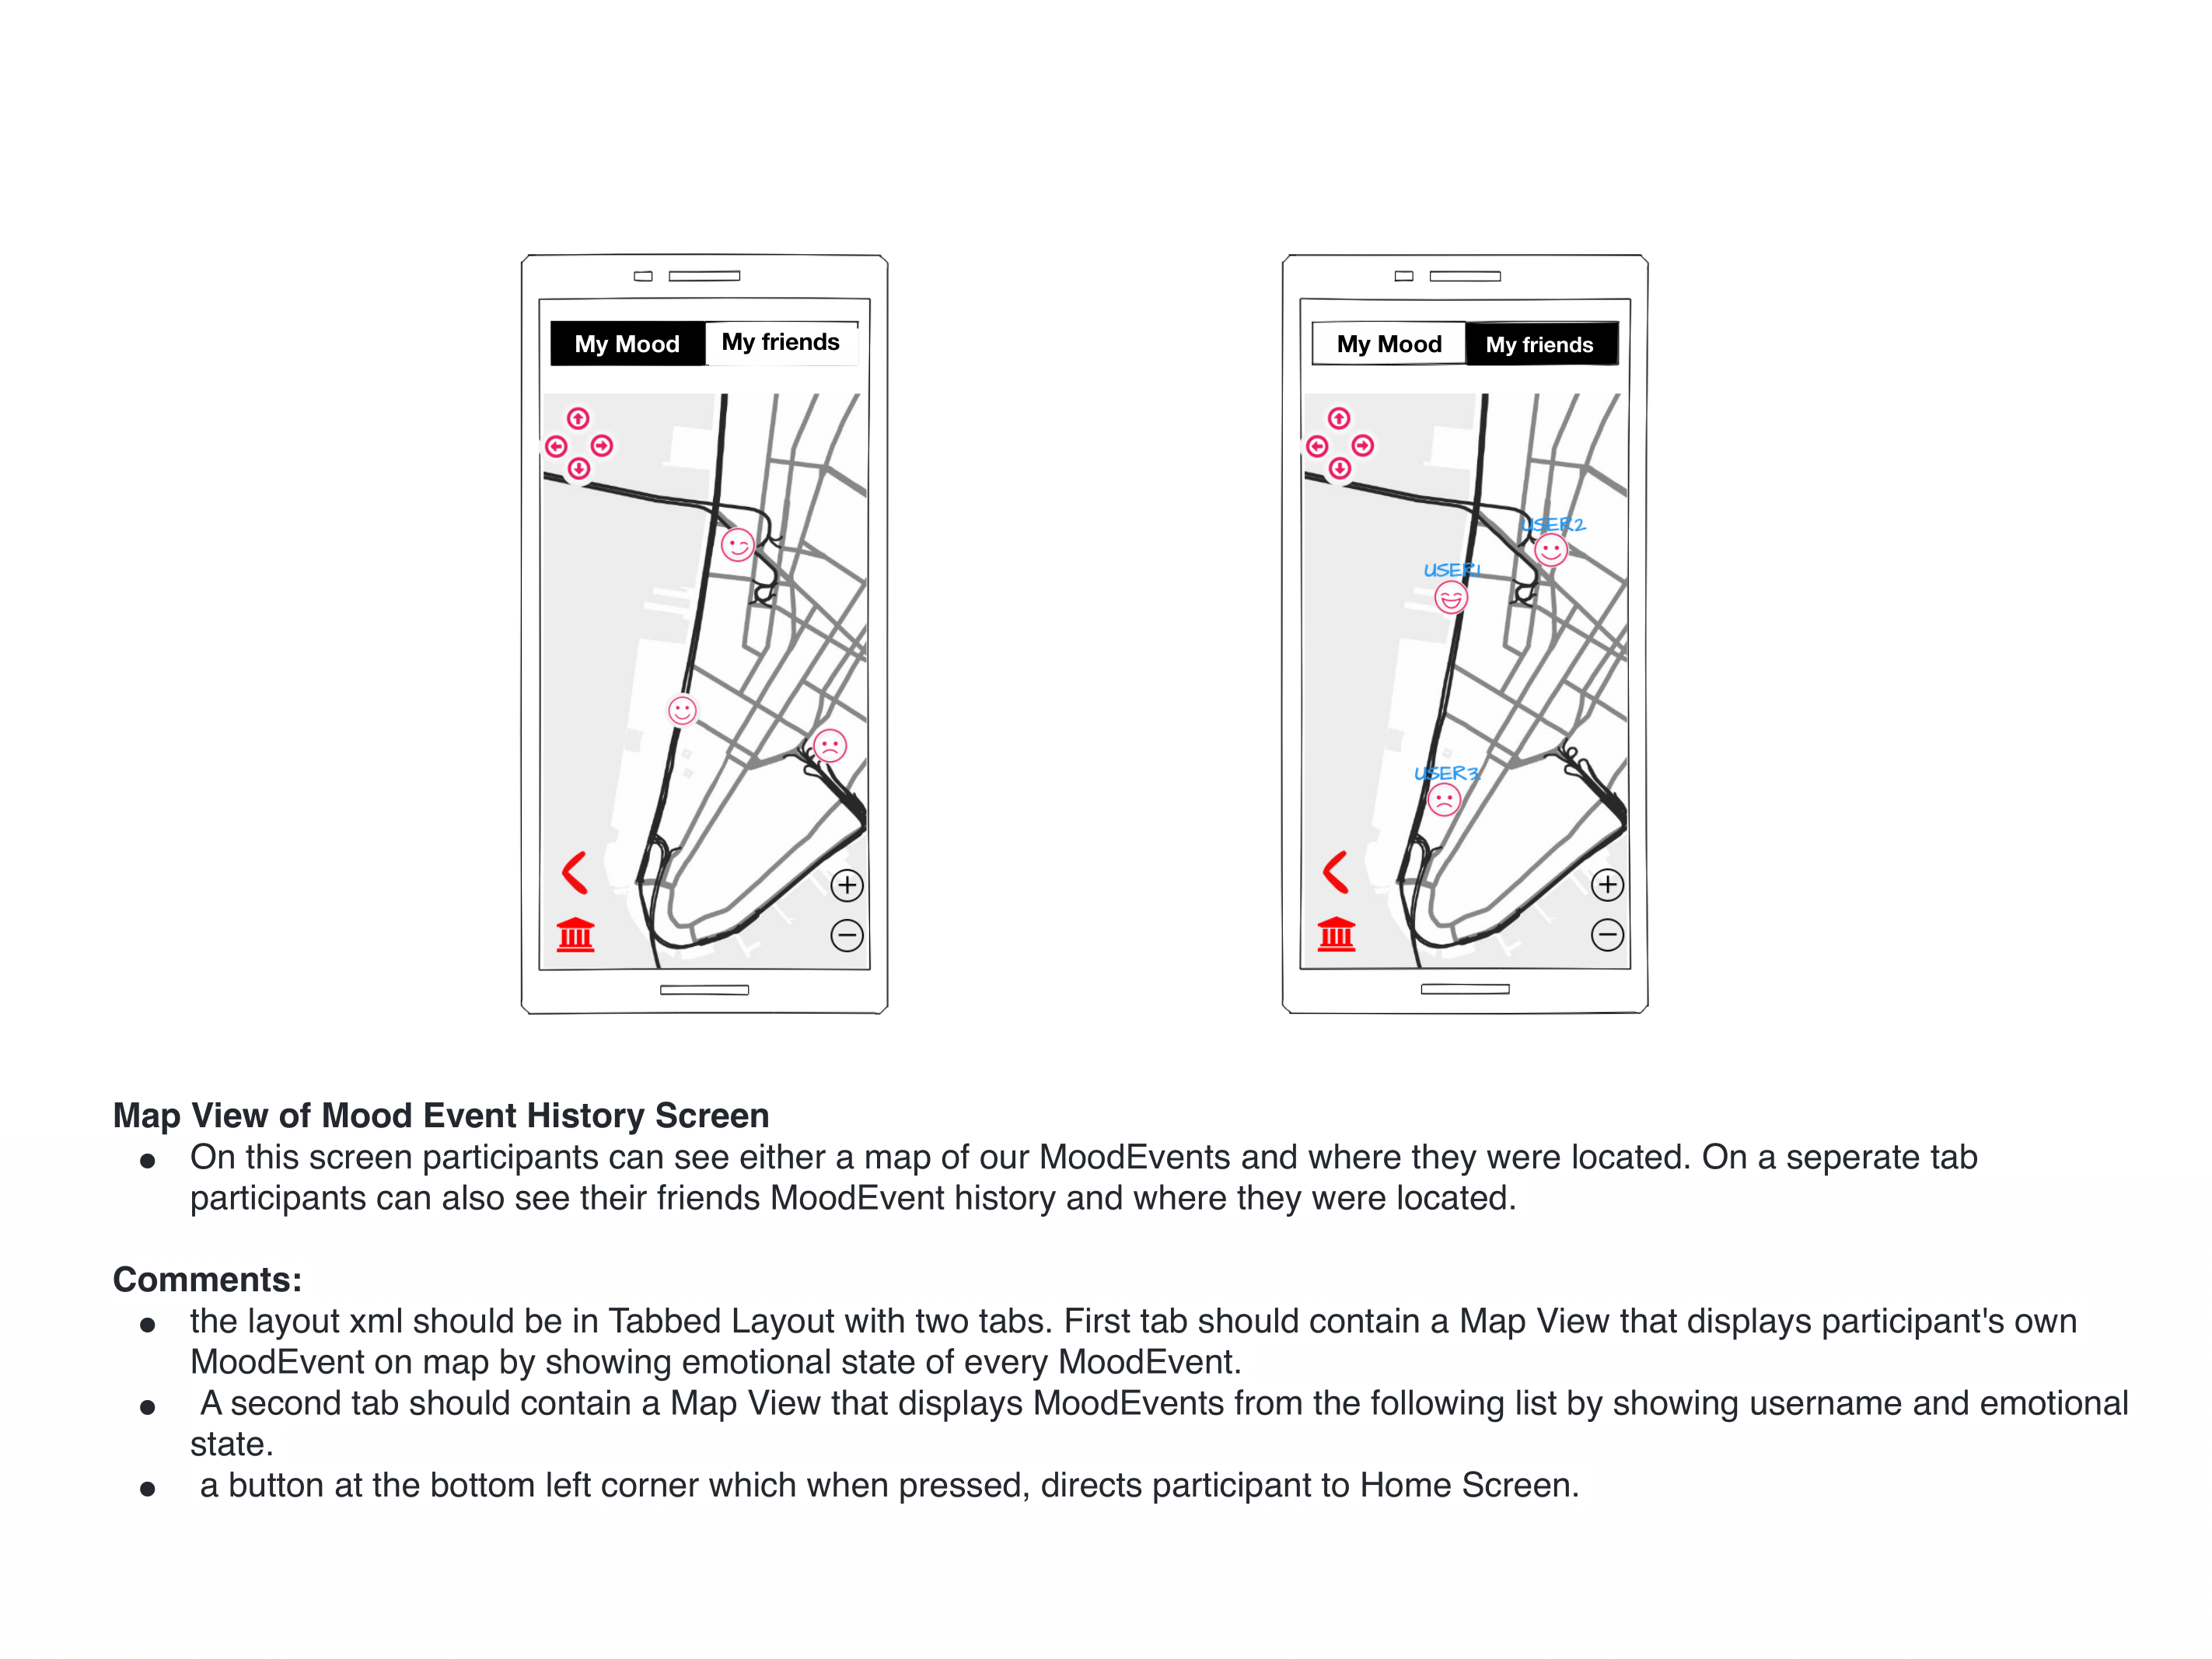 My Mood My friends
My Mood My friends
USER2
USER1
USER3
Map View of Mood Event History Screen
● On this screen participants can see either a map of our MoodEvents and where they were located. On a seperate tab
participants can also see their friends MoodEvent history and where they were located.
Comments:
● the layout xml should be in Tabbed Layout with two tabs. First tab should contain a Map View that displays participant's own
MoodEvent on map by showing emotional state of every MoodEvent.
● A second tab should contain a Map View that displays MoodEvents from the following list by showing username and emotional
state.
● a button at the bottom left corner which when pressed, directs participant to Home Screen.